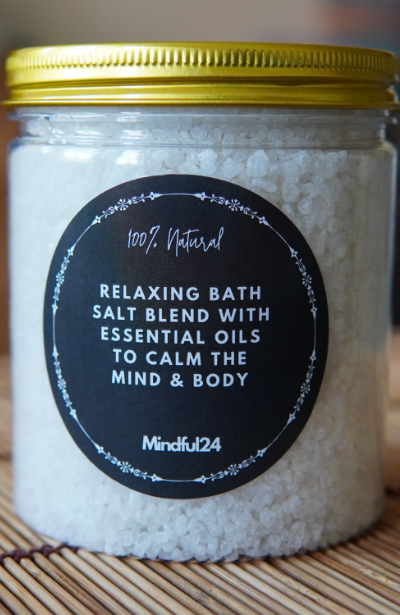 100% Natural
RELAXING BATH
SALT BLEND WITH
ESSENTIAL OILS
TO CALM THE
MIND & BODY
Mindful24